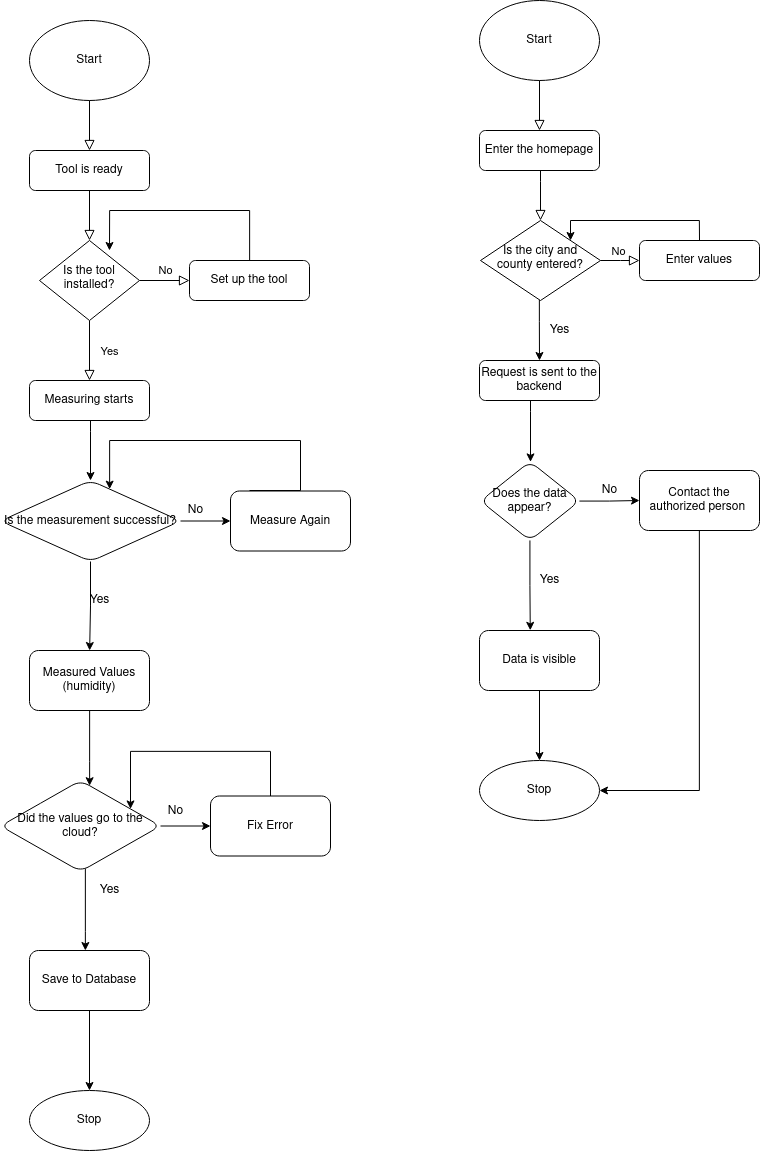 Start
Tool is ready
Is the tool
installed?
No
Set up the tool
Yes
Measuring starts
Is the measurement successful?
No
Measure Again
Yes
Measured Values
(humidity)
Did the values go to the
cloud?
No
Fix Error
Yes
Save to Database
Stop
Start
Enter the homepage
Is the city and
county entered?
No
Enter values
Yes
Request is sent to the
backend
Does the data
appear?
No
Contact the
authorized person
Yes
Data is visible
Stop